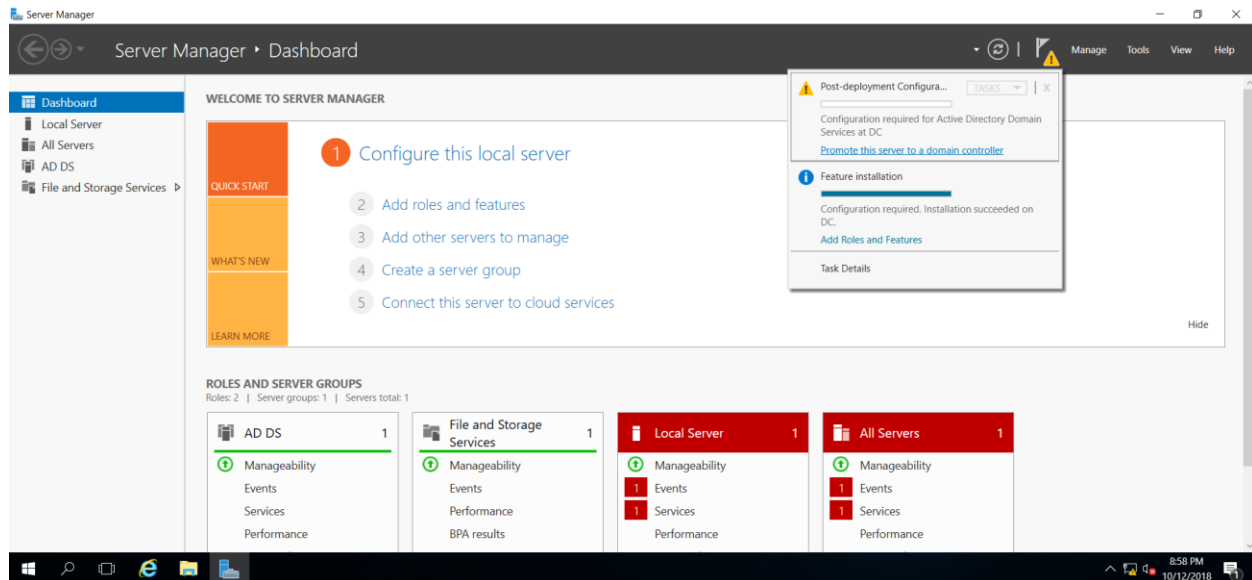 Server Manager
Server Manager ‣ Dashboard
Manage Tools View Help
Dashboard
Local Server
All Servers
AD DS
File and Storage Services
WELCOME TO SERVER MANAGER
QUICK START
WHAT'S NEW
LEARN MORE
1 Configure this local server
2 Add roles and features
3 Add other servers to manage
4 Create a server group
5 Connect this server to cloud services
Hide
Post-deployment Configura... TASKS X
Configuration required for Active Directory Domain
Services at DC
Promote this server to a domain controller
Feature installation
Configuration required. Installation succeeded on
DC.
Add Roles and Features
Task Details
ROLES AND SERVER GROUPS
Roles: 2 | Server groups: 1 | Servers total: 1
AD DS 1
Manageability
Events
Services
Performance
File and Storage
Services 1
Manageability
Events
Performance
BPA results
Local Server 1
Manageability
1 Events
1 Services
Performance
All Servers 1
Manageability
1 Events
1 Services
Performance
8:58 PM
10/12/2018